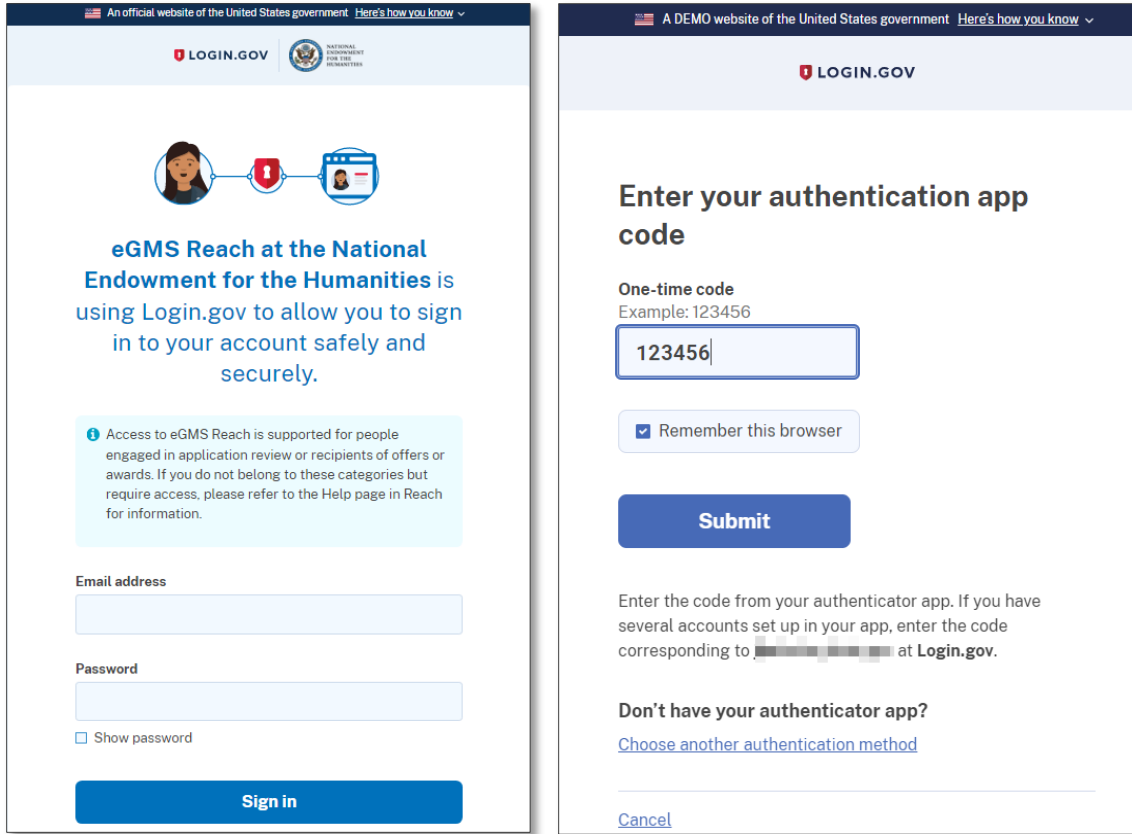 An official website of the United States government Here's how you know
LOGIN.GOV
NATIONAL
ENDOWMENT
FOR THE
HUMANITIES
eGMS Reach at the National
Endowment for the Humanities is
using Login.gov to allow you to sign
in to your account safely and
securely.
Access to eGMS Reach is supported for people
engaged in application review or recipients of offers or
awards. If you do not belong to these categories but
require access, please refer to the Help page in Reach
for information.
Email address
Password
Show password
Sign in
A DEMO website of the United States government Here's how you know
LOGIN.GOV
Enter your authentication app
code
One-time code
Example: 123456
123456
Remember this browser
Submit
Enter the code from your authenticator app. If you have
several accounts set up in your app, enter the code
corresponding to at Login.gov.
Don't have your authenticator app?
Choose another authentication method
Cancel